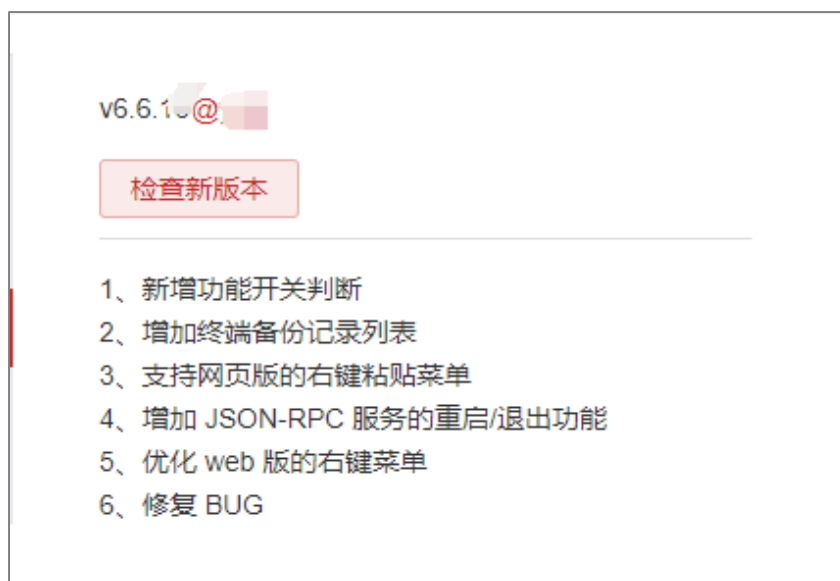 v6.6.1
检查新版本
1、新增功能开关判断
2、增加终端备份记录列表
3、支持网页版的右键粘贴菜单
4、增加 JSON-RPC 服务的重启/退出功能
5、优化 web 版的右键菜单
6、修复 BUG